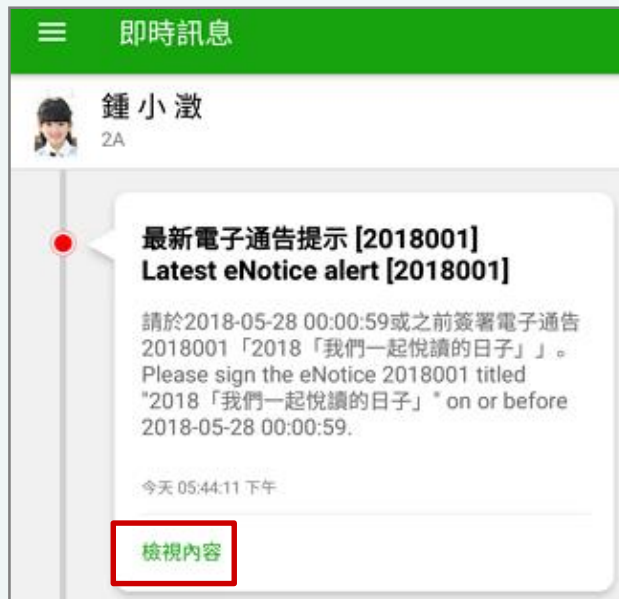 即時訊息
鍾小澂
2A
最新電子通告提示 [2018001]
Latest eNotice alert [2018001]
請於2018-05-28 00:00:59或之前簽署電子通告
2018001「2018「我們一起悅讀的日子」」。
Please sign the eNotice 2018001 titled
"2018「我們一起悅讀的日子」" on or before
2018-05-28 00:00:59.
今天 05:44:11 下午
檢視內容